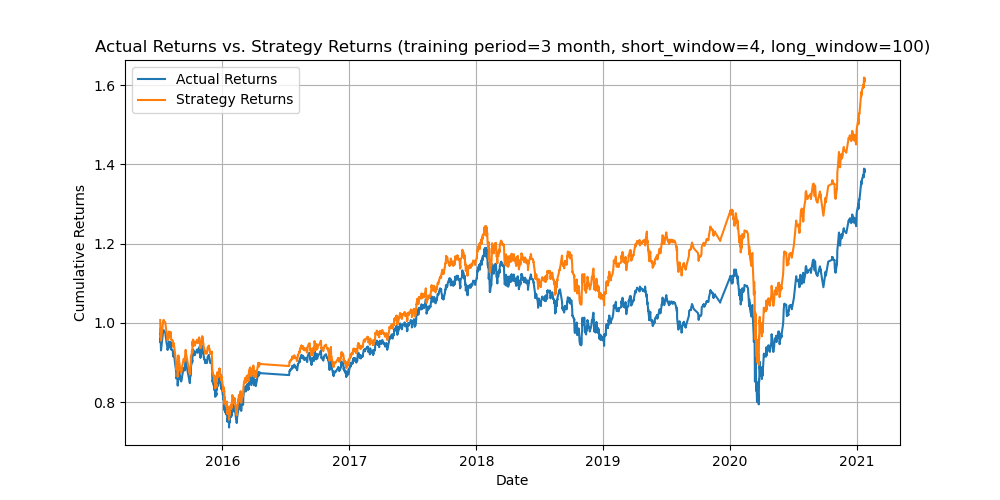 Actual Returns vs. Strategy Returns (training period=3 month, short_window=4, long_window=100)
Actual Returns
Strategy Returns
1.6
1.4
1.2
1.0
0.8
Cumulative Returns
2016 2017 2018 2019 2020 2021
Date